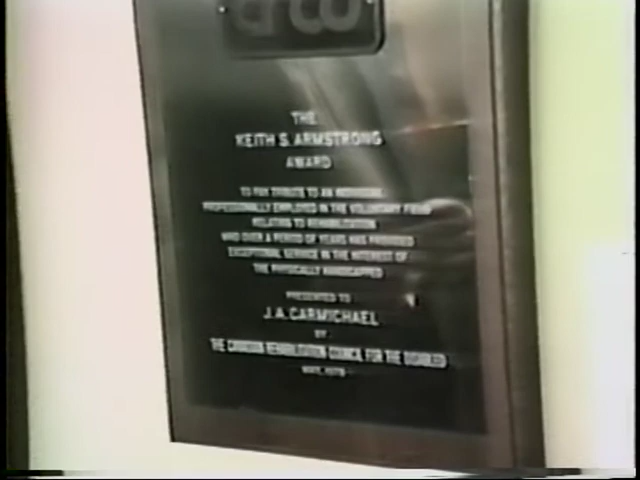 crcd
THE
KEITH S. ARMSTRONG
AWARD
TO PAY TRIBUTE TO AN INDIVIDUAL
PROFESSIONALLY EMPLOYED IN THE VOLUNTARY FIELD
RELATING TO REHABILITATION
WHO OVER A PERIOD OF YEARS HAS PROVIDED
EXCEPTIONAL SERVICE IN THE INTEREST OF
THE PHYSICALLY HANDICAPPED
PRESENTED TO
J.A. CARMICHAEL
BY
THE CANADIAN REHABILITATION COUNCIL FOR THE DISABLED
MAY,